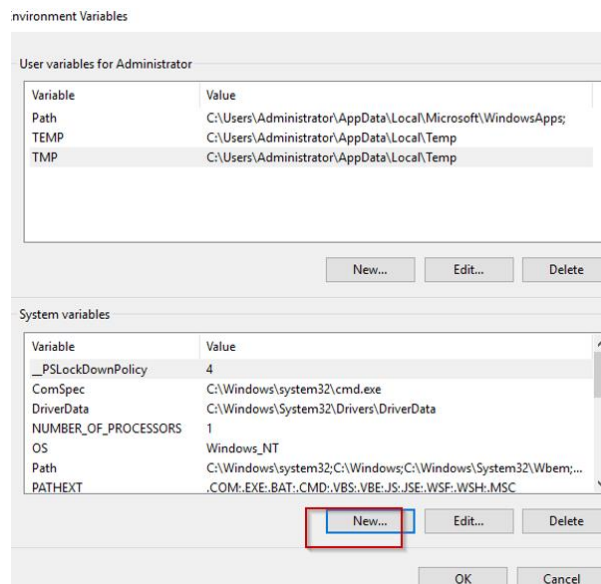 nvironment Variables
User variables for Administrator
Variable Value
Path C:\Users\Administrator\AppData\Local\Microsoft\WindowsApps;
TEMP C:\Users\Administrator\AppData\Local\Temp
TMP C:\Users\Administrator\AppData\Local\Temp
New... Edit... Delete
System variables
Variable Value
__PSLockDownPolicy 4
ComSpec C:\Windows\system32\cmd.exe
DriverData C:\Windows\System32\Drivers\DriverData
NUMBER_OF_PROCESSORS 1
OS Windows_NT
Path C:\Windows\system32;C:\Windows;C:\Windows\System32\Wbem;...
PATHEXT .COM;.EXE;.BAT;.CMD;.VBS;.VBE;.JS;.JSE;.WSF;.WSH;.MSC
New... Edit... Delete
OK Cancel